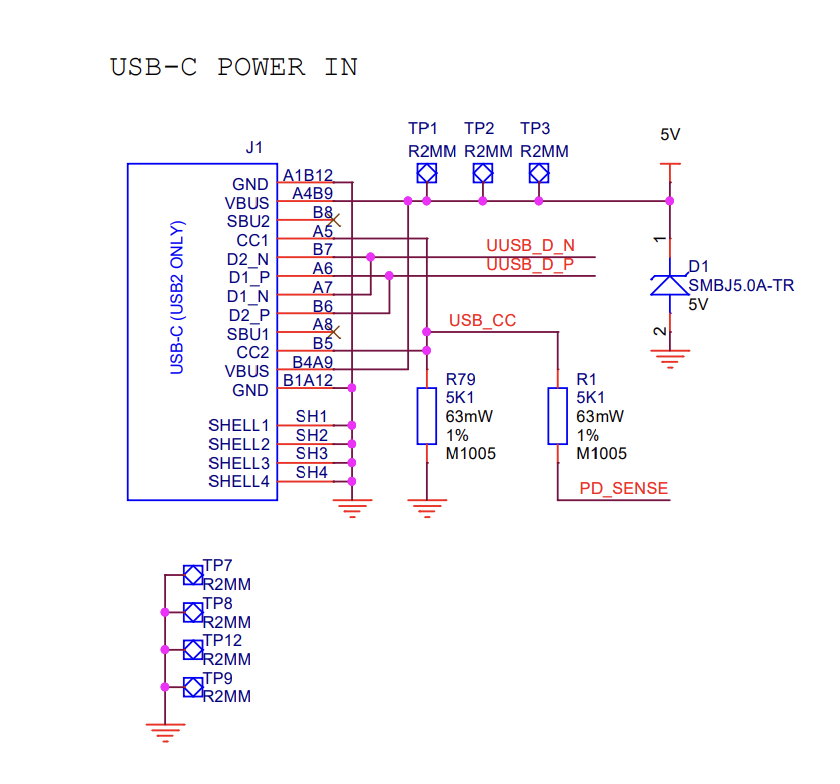 USB-C POWER IN
TP1 TP2 TP3
R2MM R2MM R2MM
5V
J1
USB-C (USB2 ONLY)
GND A1B12
VBUS A4B9
SBU2 B8
CC1 A5
D2_N B7
D1_P A6
D1_N A7
D2_P B6
SBU1 A8
CC2 B5
VBUS B4A9
GND B1A12
SHELL1 SH1
SHELL2 SH2
SHELL3 SH3
SHELL4 SH4
UUSB_D_N
UUSB_D_P
USB_CC
1
D1
SMBJ5.0A-TR
5V
2
R79
5K1
63mW
1%
M1005
R1
5K1
63mW
1%
M1005
PD_SENSE
TP7
R2MM
TP8
R2MM
TP12
R2MM
TP9
R2MM